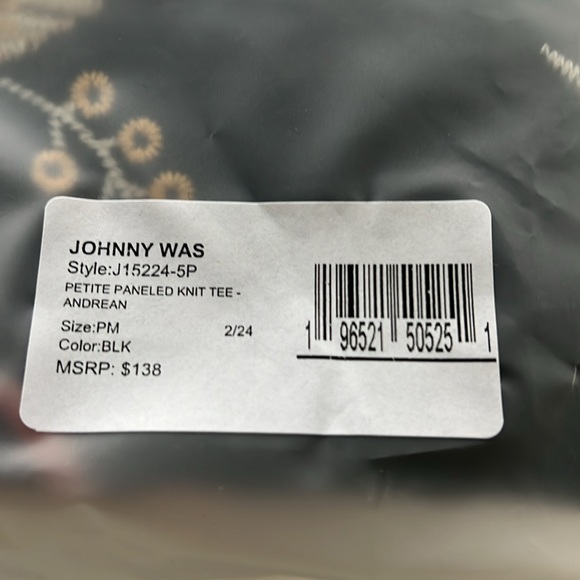 JOHNNY WAS
Style:J15224-5P
PETITE PANELED KNIT TEE -
ANDREAN
Size:PM 2/24
Color:BLK
MSRP: $138
1 96521 50525 1